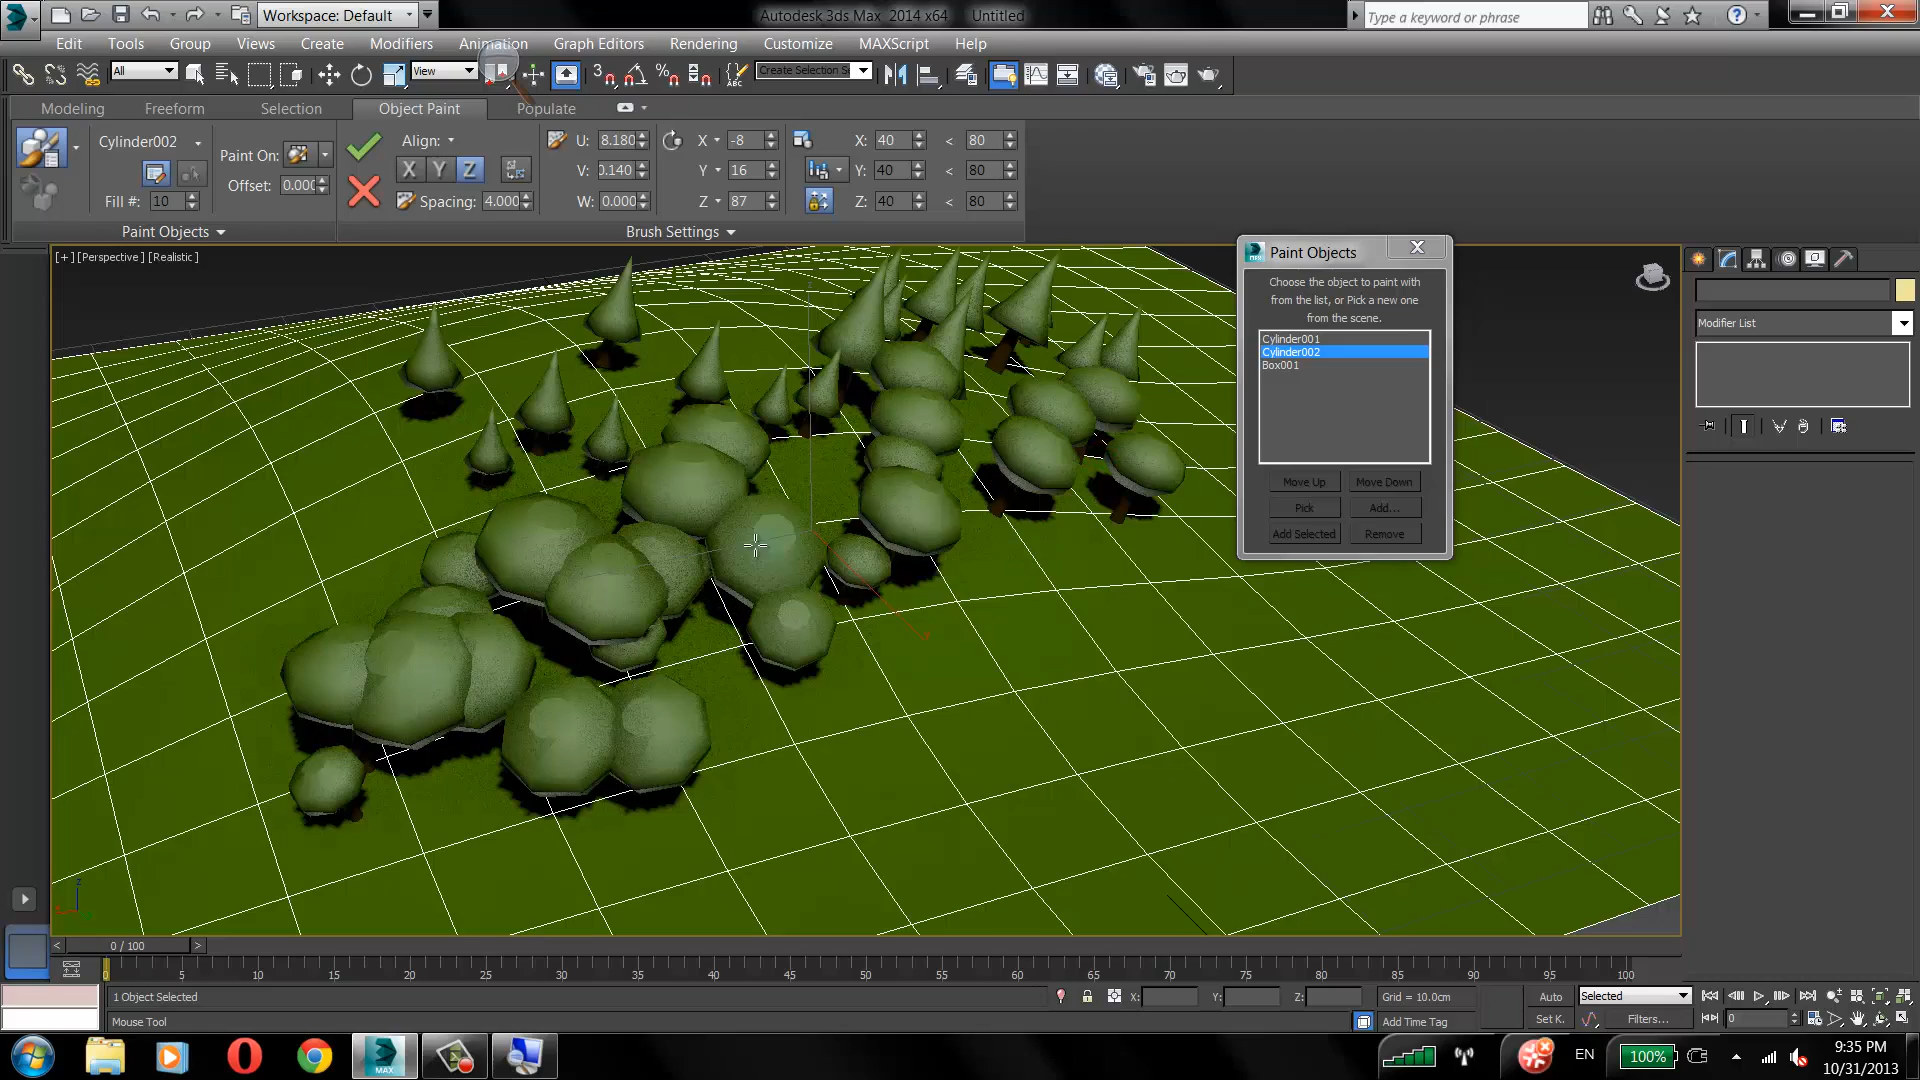 Workspace: Default
Autodesk 3ds Max 2014 x64 Untitled
Type a keyword or phrase
Edit Tools Group Views Create Modifiers Animation Graph Editors Rendering Customize MAXScript Help
All
View
3
%
ABC
Create Selection S
Modeling Freeform Selection Object Paint Populate
Cylinder002
Fill #: 10
Paint On:
Offset: 0.000
Align:
X Y Z
Spacing: 4.000
U: 8.180
V: 0.140
W: 0.000
X -8
Y 16
Z 87
X: 40 < 80
Y: 40 < 80
Z: 40 < 80
Paint Objects
Brush Settings
[+] [Perspective] [Realistic]
Paint Objects
Choose the object to paint with
from the list, or Pick a new one
from the scene.
Cylinder001
Cylinder002
Box001
Move Up Move Down
Pick Add...
Add Selected Remove
Modifier List
< 0 / 100 >
0 5 10 15 20 25 30 35 40 45 50 55 60 65 70 75 80 85 90 95 100
1 Object Selected
X: Y: Z:
Grid = 10.0cm
Auto
Selected
Mouse Tool
Add Time Tag
Set K.
Filters...
0
MAX
EN
100%
9:35 PM
10/31/2013